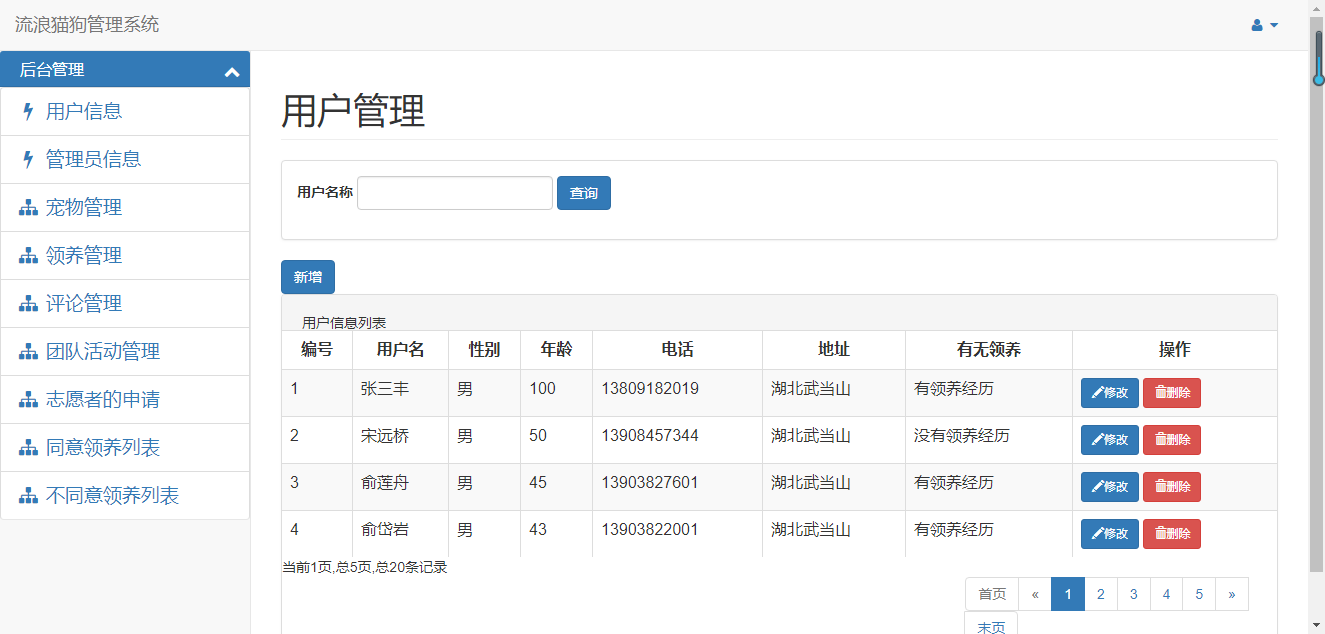 流浪猫狗管理系统
后台管理
用户信息
管理员信息
宠物管理
领养管理
评论管理
团队活动管理
志愿者的申请
同意领养列表
不同意领养列表
用户管理
用户名称 查询
新增
用户信息列表
编号 用户名 性别 年龄 电话 地址 有无领养 操作
1 张三丰 男 100 13809182019 湖北武当山 有领养经历 修改 删除
2 宋远桥 男 50 13908457344 湖北武当山 没有领养经历 修改 删除
3 俞莲舟 男 45 13903827601 湖北武当山 有领养经历 修改 删除
4 俞岱岩 男 43 13903822001 湖北武当山 有领养经历 修改 删除
当前1页,总5页,总20条记录
首页 « 1 2 3 4 5 »
末页